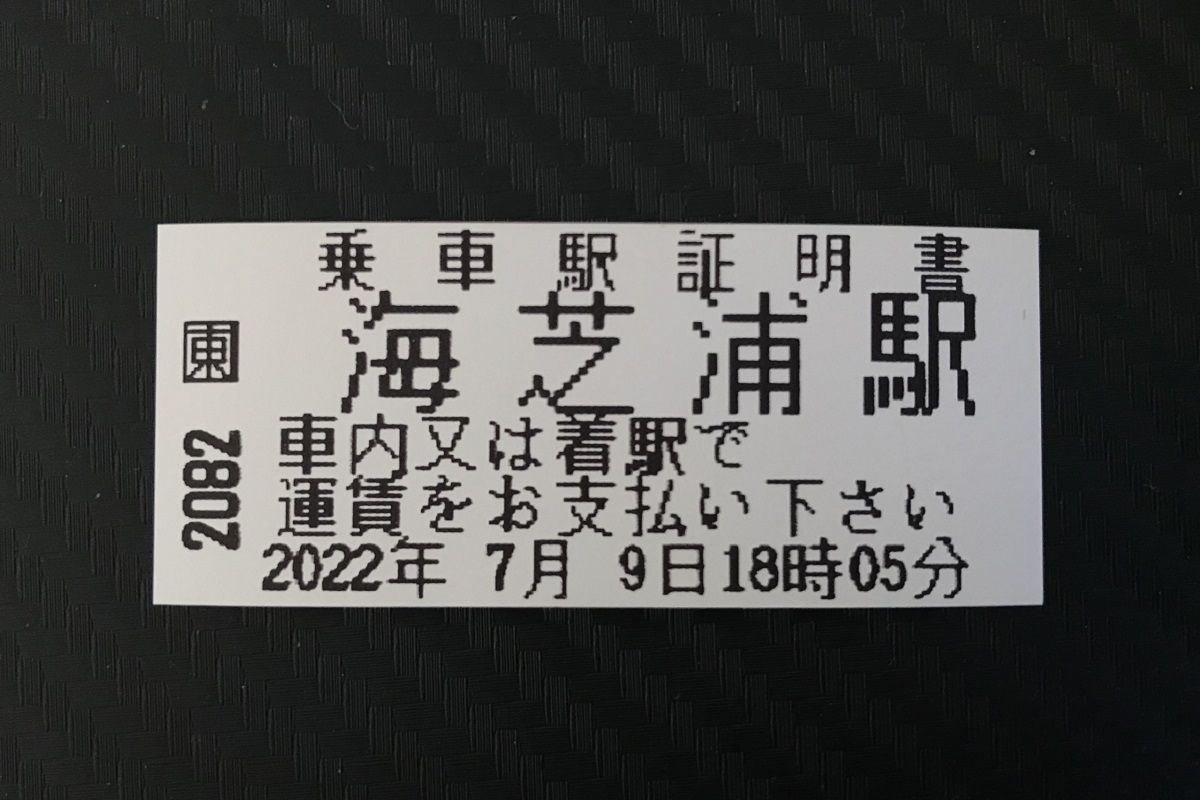 乗車駅証明書
海芝浦駅
東
2082
車内又は着駅で
運賃をお支払い下さい
2022年 7月 9日18時05分